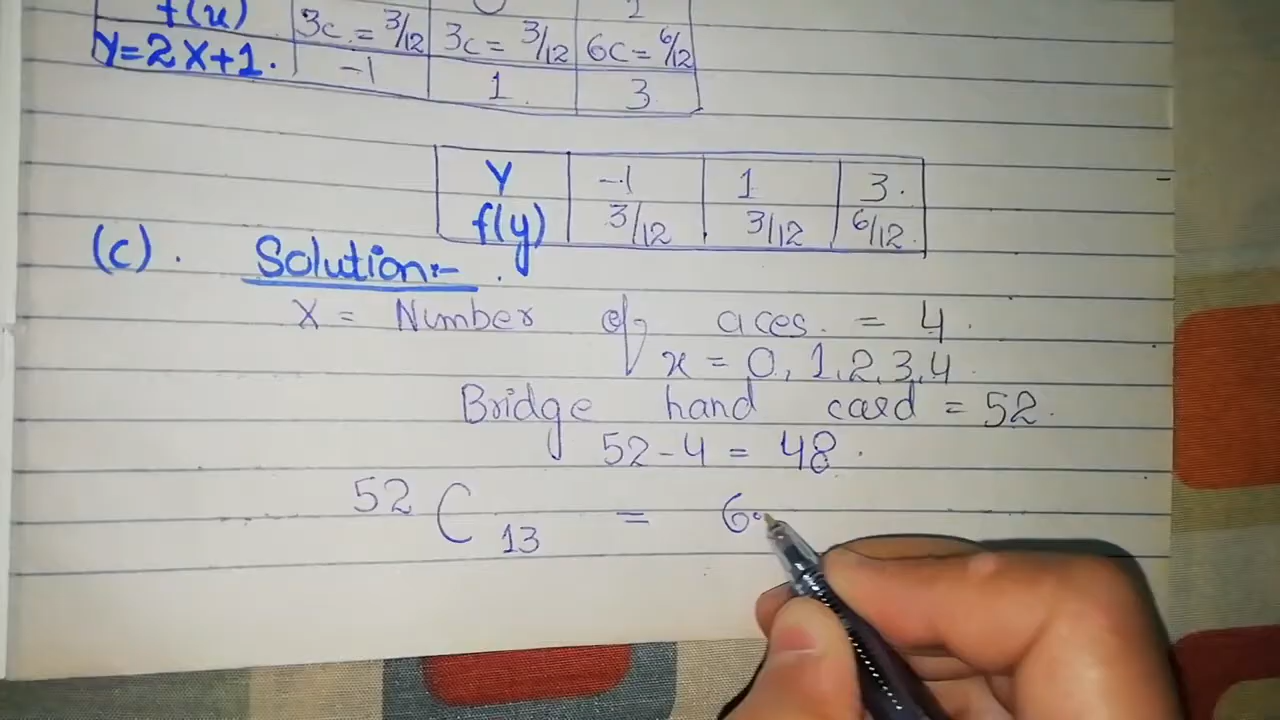 f(x) 3c = 3/12 3c = 3/12 6c = 6/12
Y=2X+1. -1 1. 3
Y -1 1 3.
f(y) 3/12 3/12 6/12.
(c). Solution:-
X = Number of aces. = 4.
x = 0, 1, 2, 3, 4
Bridge hand card = 52.
52-4 = 48.
52 C 13 = 6.